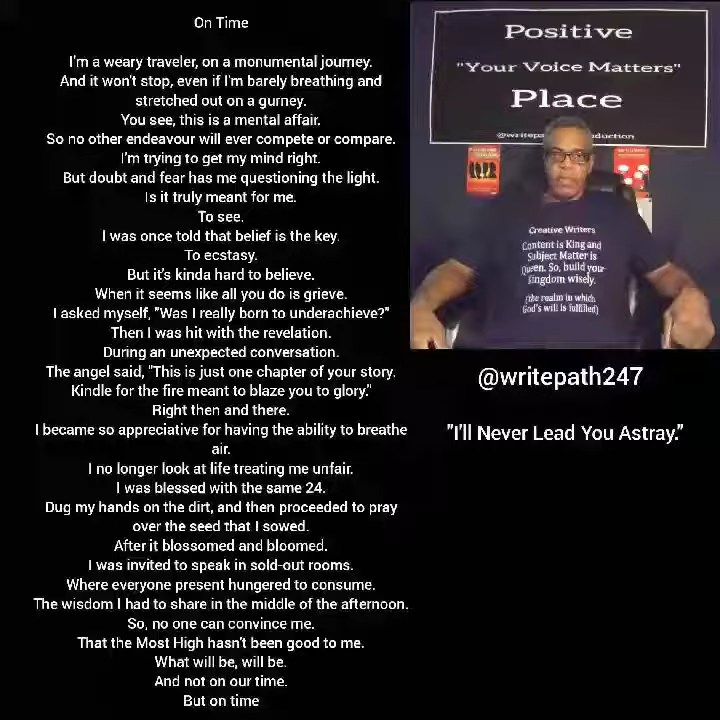 On Time
I'm a weary traveler, on a monumental journey.
And it won't stop, even if I'm barely breathing and
stretched out on a gurney.
You see, this is a mental affair.
So no other endeavour will ever compete or compare.
I'm trying to get my mind right.
But doubt and fear has me questioning the light.
Is it truly meant for me.
To see.
I was once told that belief is the key.
To ecstasy.
But it's kinda hard to believe.
When it seems like all you do is grieve.
I asked myself, "Was I really born to underachieve?"
Then I was hit with the revelation.
During an unexpected conversation.
The angel said, "This is just one chapter of your story.
Kindle for the fire meant to blaze you to glory."
Right then and there.
I became so appreciative for having the ability to breathe
air.
I no longer look at life treating me unfair.
I was blessed with the same 24.
Dug my hands on the dirt, and then proceeded to pray
over the seed that I sowed.
After it blossomed and bloomed.
I was invited to speak in sold-out rooms.
Where everyone present hungered to consume.
The wisdom I had to share in the middle of the afternoon.
So, no one can convince me.
That the Most High hasn't been good to me.
What will be, will be.
And not on our time.
But on time
Positive
"Your Voice Matters"
Place
Creative Writers
Content is King and
Subject Matter is
Queen. So, build your
kingdom wisely.
(the realm in which
God's will is fulfilled)
@writepath247
"I'll Never Lead You Astray."